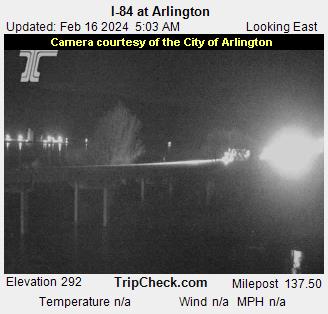 I-84 at Arlington
Updated: Feb 16 2024 5:03 AM Looking East
Camera courtesy of the City of Arlington
Elevation 292 TripCheck.com Milepost 137.50
Temperature n/a Wind n/a MPH n/a